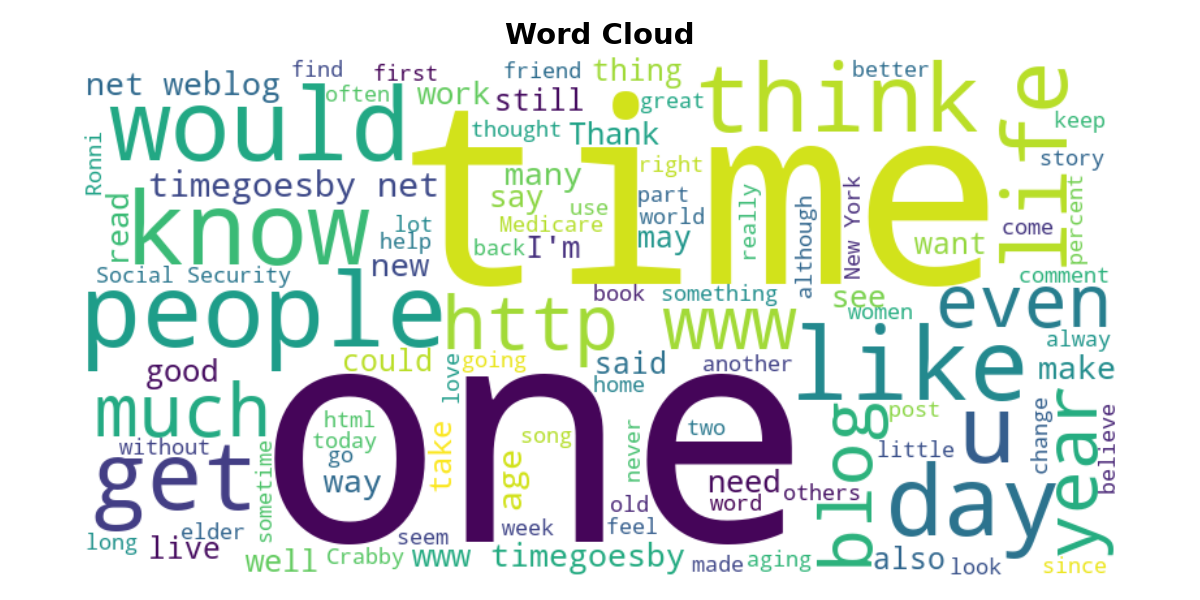 Word Cloud
net weblog
find
first
friend
thing
better
often
work
still
great
think
life
keep
would
time
thought
Thank
Ronni
timegoesby net
many
right
story
say
use
part
world
really
although
New York
percent
read
know
lot
help
Medicare
back
I'm
may
want
come
new
Social Security
book
something
see
women
comment
even
people
http
www
like
alway
make
could
going
said
another
good
love
home
much
one
html
today
go
way
take
song
age
never
two
blog
post
u
little
change
year
believe
without
get
sometime
need
word
others
day
old
feel
week
elder
long
live
seem
well
Crabby
www timegoesby
made
aging
also
look
since